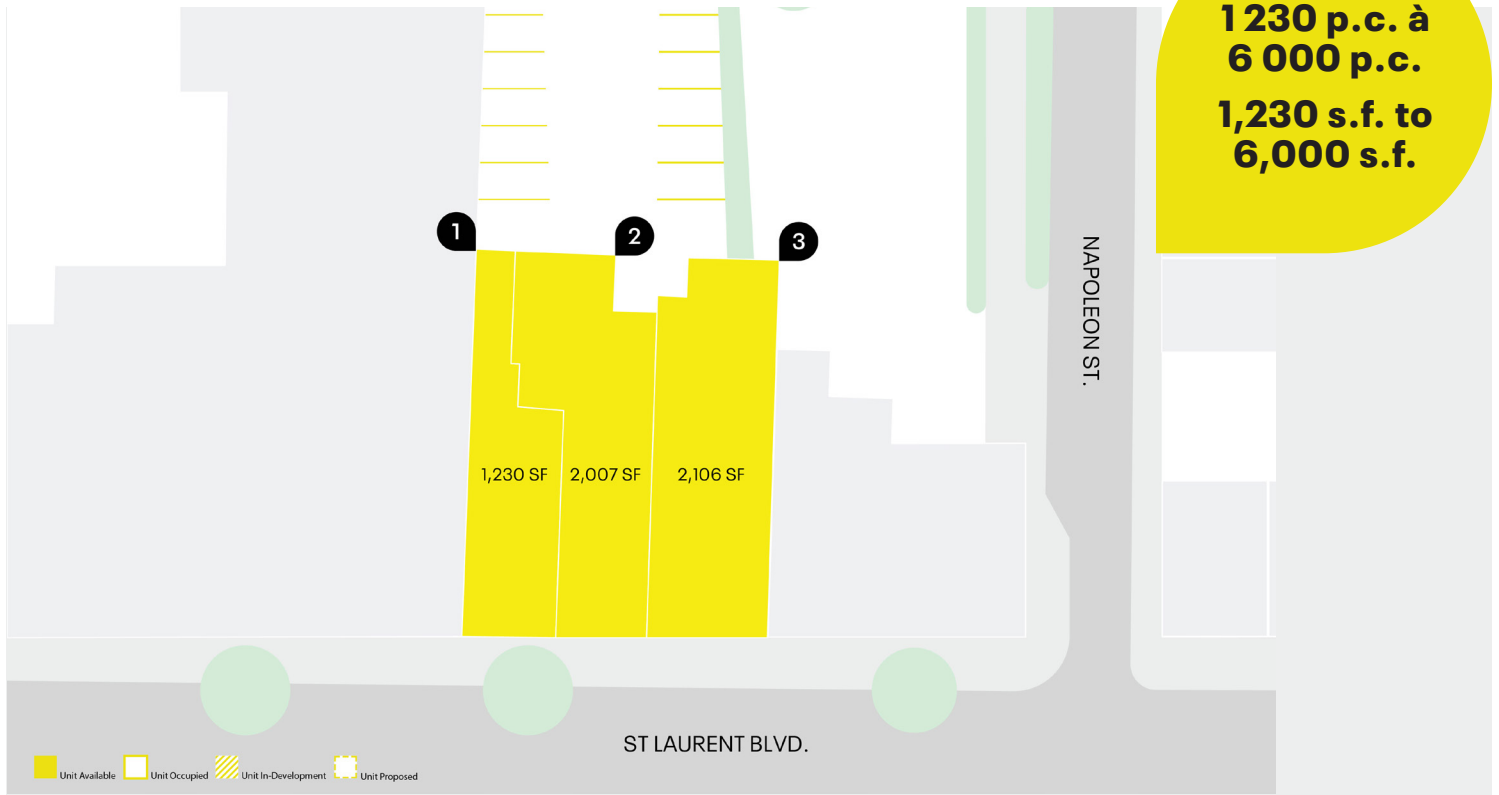 1 230 p.c. à
6 000 p.c.
1,230 s.f. to
6,000 s.f.
1
2
3
NAPOLEON ST.
1,230 SF
2,007 SF
2,106 SF
ST LAURENT BLVD.
Unit Available
Unit Occupied
Unit In-Development
Unit Proposed